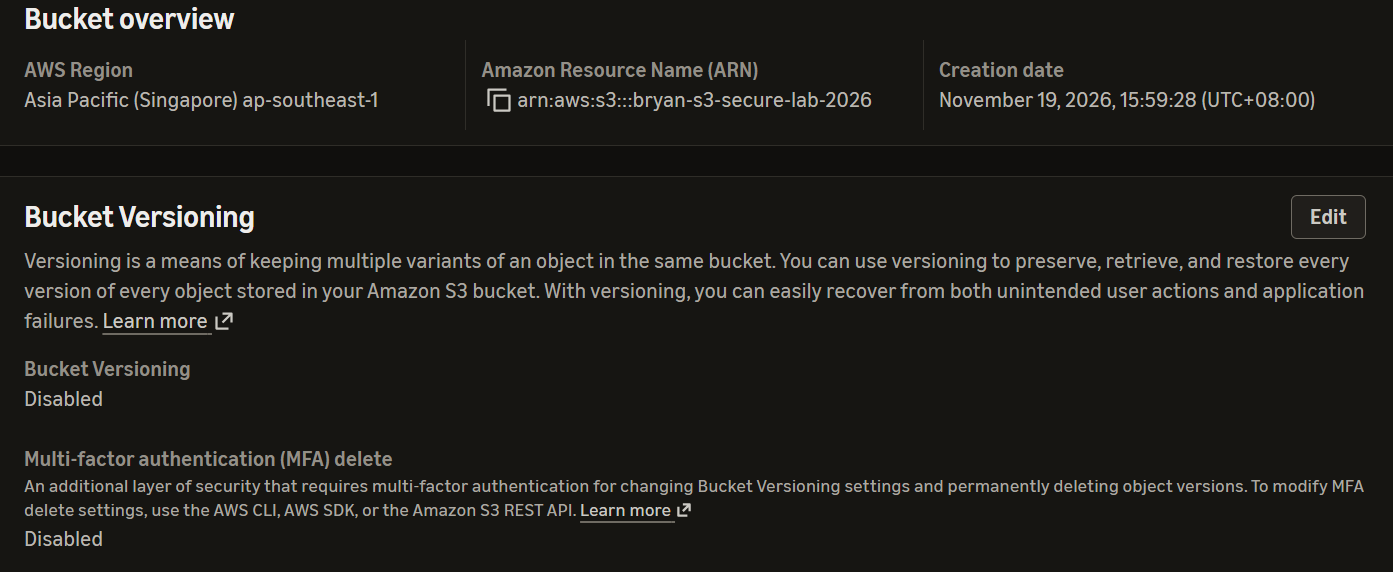 Bucket overview
AWS Region
Asia Pacific (Singapore) ap-southeast-1
Amazon Resource Name (ARN)
arn:aws:s3:::bryan-s3-secure-lab-2026
Creation date
November 19, 2026, 15:59:28 (UTC+08:00)
Bucket Versioning
Edit
Versioning is a means of keeping multiple variants of an object in the same bucket. You can use versioning to preserve, retrieve, and restore every
version of every object stored in your Amazon S3 bucket. With versioning, you can easily recover from both unintended user actions and application
failures. Learn more
Bucket Versioning
Disabled
Multi-factor authentication (MFA) delete
An additional layer of security that requires multi-factor authentication for changing Bucket Versioning settings and permanently deleting object versions. To modify MFA
delete settings, use the AWS CLI, AWS SDK, or the Amazon S3 REST API. Learn more
Disabled